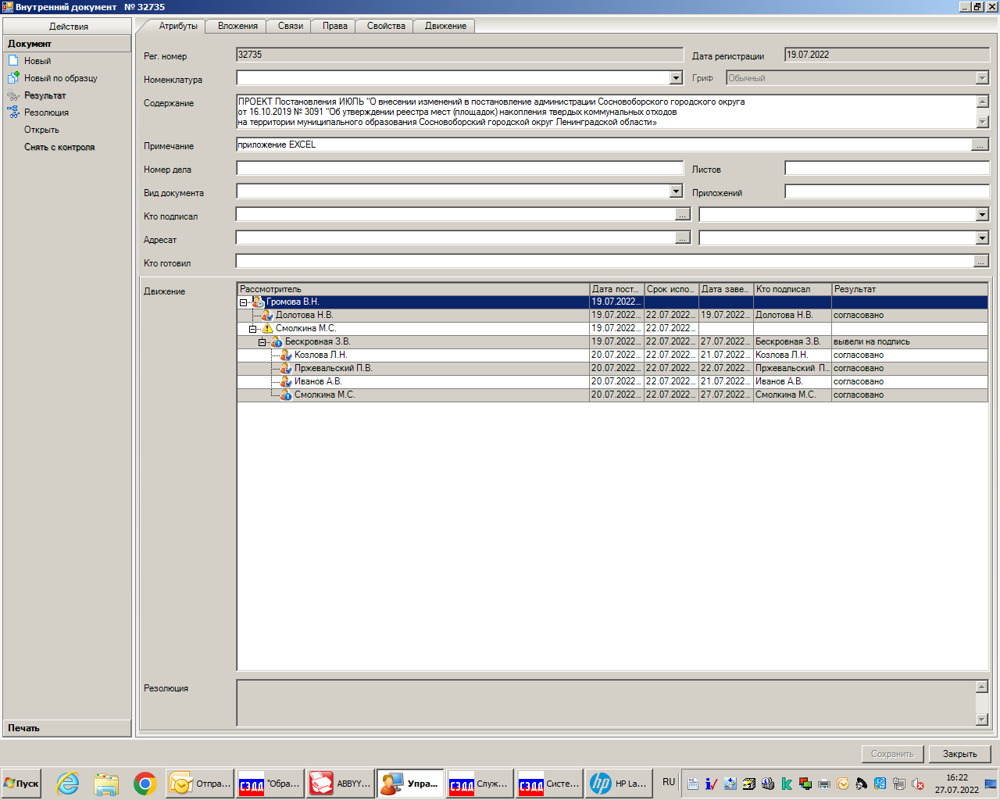 Внутренний документ № 32735
Действия
Документ
Новый
Новый по образцу
Результат
Резолюция
Открыть
Снять с контроля
Печать
Атрибуты Вложения Связи Права Свойства Движение
Рег. номер 32735 Дата регистрации 19.07.2022
Номенклатура Гриф Обычный
Содержание ПРОЕКТ Постановления ИЮЛЬ "О внесении изменений в постановление администрации Сосновоборского городского округа
от 16.10.2019 № 3091 "Об утверждении реестра мест (площадок) накопления твердых коммунальных отходов
на территории муниципального образования Сосновоборский городской округ Ленинградской области»
Примечание приложение EXCEL ...
Номер дела Листов
Вид документа Приложений
Кто подписал ...
Адресат ...
Кто готовил ...
Движение Рассмотритель Дата пост... Срок испо... Дата заве... Кто подписал Результат
Громова В.Н. 19.07.2022...
Долотова Н.В. 19.07.2022... 22.07.2022... 19.07.2022... Долотова Н.В. согласовано
Смолкина М.С. 19.07.2022... 22.07.2022...
Бескровная З.В. 19.07.2022... 22.07.2022... 27.07.2022... Бескровная З.В. вывели на подпись
Козлова Л.Н. 20.07.2022... 22.07.2022... 21.07.2022... Козлова Л.Н. согласовано
Пржевальский П.В. 20.07.2022... 22.07.2022... 22.07.2022... Пржевальский П... согласовано
Иванов А.В. 20.07.2022... 22.07.2022... 21.07.2022... Иванов А.В. согласовано
Смолкина М.С. 20.07.2022... 22.07.2022... 27.07.2022... Смолкина М.С. согласовано
Резолюция
Сохранить Закрыть
Пуск Отпра... СЭДД "Обра... ABBYY... Упра... СЭДД Служ... СЭДД Систе... HP La... RU 16:22
27.07.2022